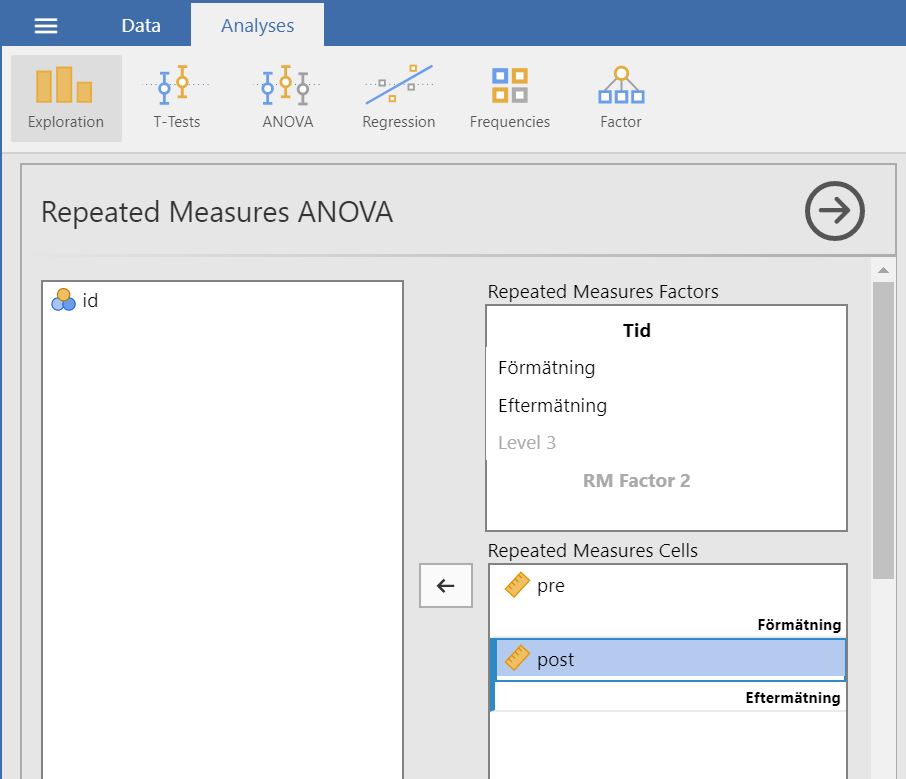 Data
Analyses
Exploration
T-Tests
ANOVA
Regression
Frequencies
Factor
Repeated Measures ANOVA
id
Repeated Measures Factors
Tid
Förmätning
Eftermätning
Level 3
RM Factor 2
Repeated Measures Cells
pre
Förmätning
post
Eftermätning